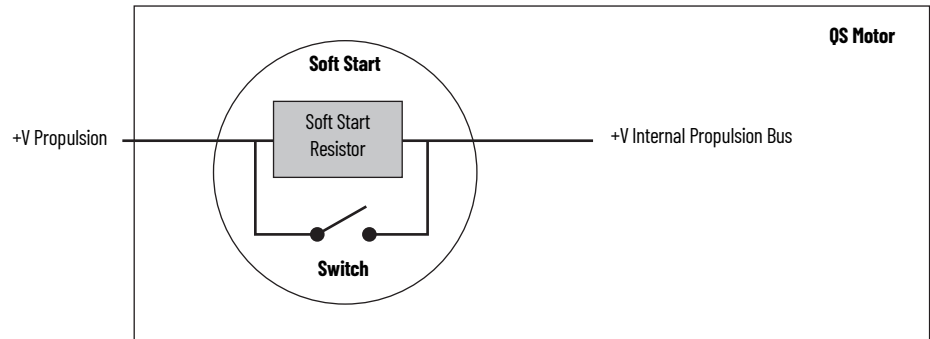 QS Motor
Soft Start
Soft Start
Resistor
+V Propulsion
+V Internal Propulsion Bus
Switch